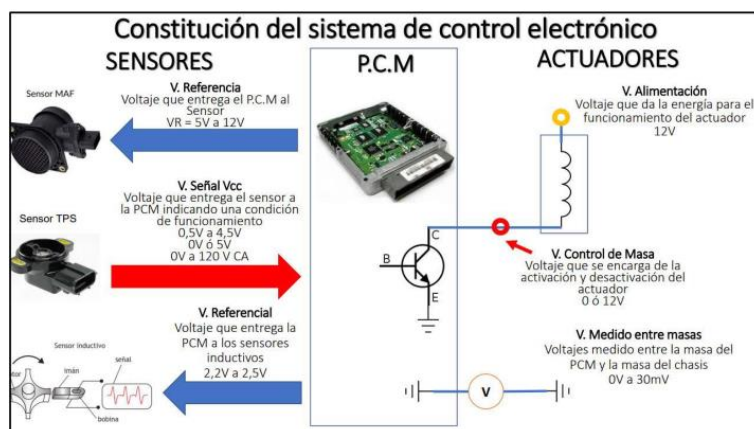 Constitución del sistema de control electrónico
SENSORES
P.C.M
ACTUADORES
Sensor MAF
V. Referencia
Voltaje que entrega el P.C.M al
Sensor
VR = 5V a 12V
V. Alimentación
Voltaje que da la energía para el
funcionamiento del actuador
12V
Sensor TPS
V. Señal Vcc
Voltaje que entrega el sensor a
la PCM indicando una condición
de funcionamiento
0,5V a 4,5V
0V ó 5V
0V a 120 V CA
C
B
E
V. Control de Masa
Voltaje que se encarga de la
activación y desactivación del
actuador
0 ó 12V
V. Referencial
Voltaje que entrega la
PCM a los sensores
inductivos
2,2V a 2,5V
Sensor inductivo
tor
Imán
señal
bobina
V. Medido entre masas
Voltajes medido entre la masa del
PCM y la masa del chasis
0V a 30mV
V